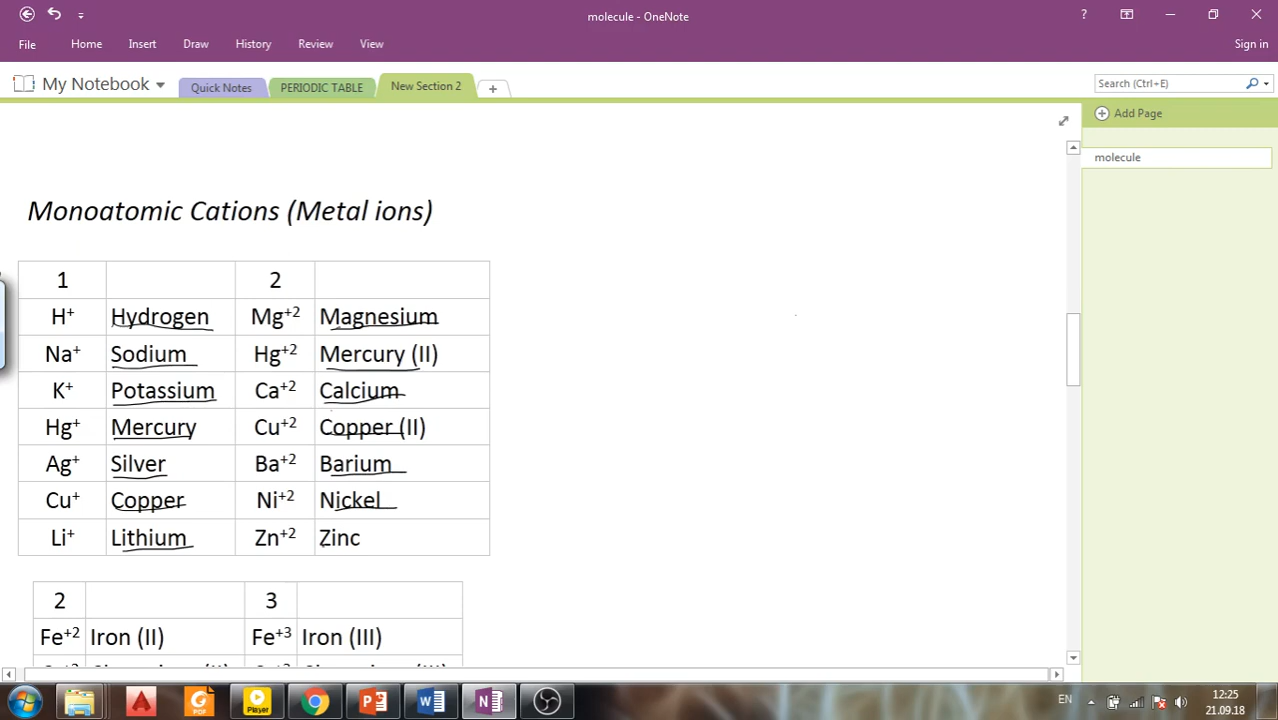 molecule - OneNote
?
File Home Insert Draw History Review View Sign in
My Notebook Quick Notes PERIODIC TABLE New Section 2 + Search (Ctrl+E)
Add Page
molecule
Monoatomic Cations (Metal ions)
1 2
H+ Hydrogen Mg+2 Magnesium
Na+ Sodium Hg+2 Mercury (II)
K+ Potassium Ca+2 Calcium
Hg+ Mercury Cu+2 Copper (II)
Ag+ Silver Ba+2 Barium
Cu+ Copper Ni+2 Nickel
Li+ Lithium Zn+2 Zinc
2 3
Fe+2 Iron (II) Fe+3 Iron (III)
PDF Player P W N EN 12:25
21.09.18